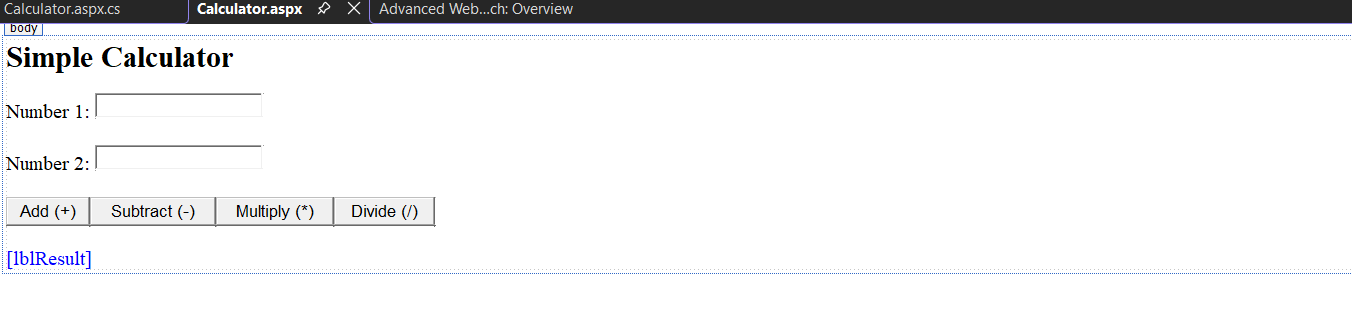 Calculator.aspx.cs
Calculator.aspx
Advanced Web...ch: Overview
body
Simple Calculator
Number 1:
Number 2:
Add (+) Subtract (-) Multiply (*) Divide (/)
[lblResult]